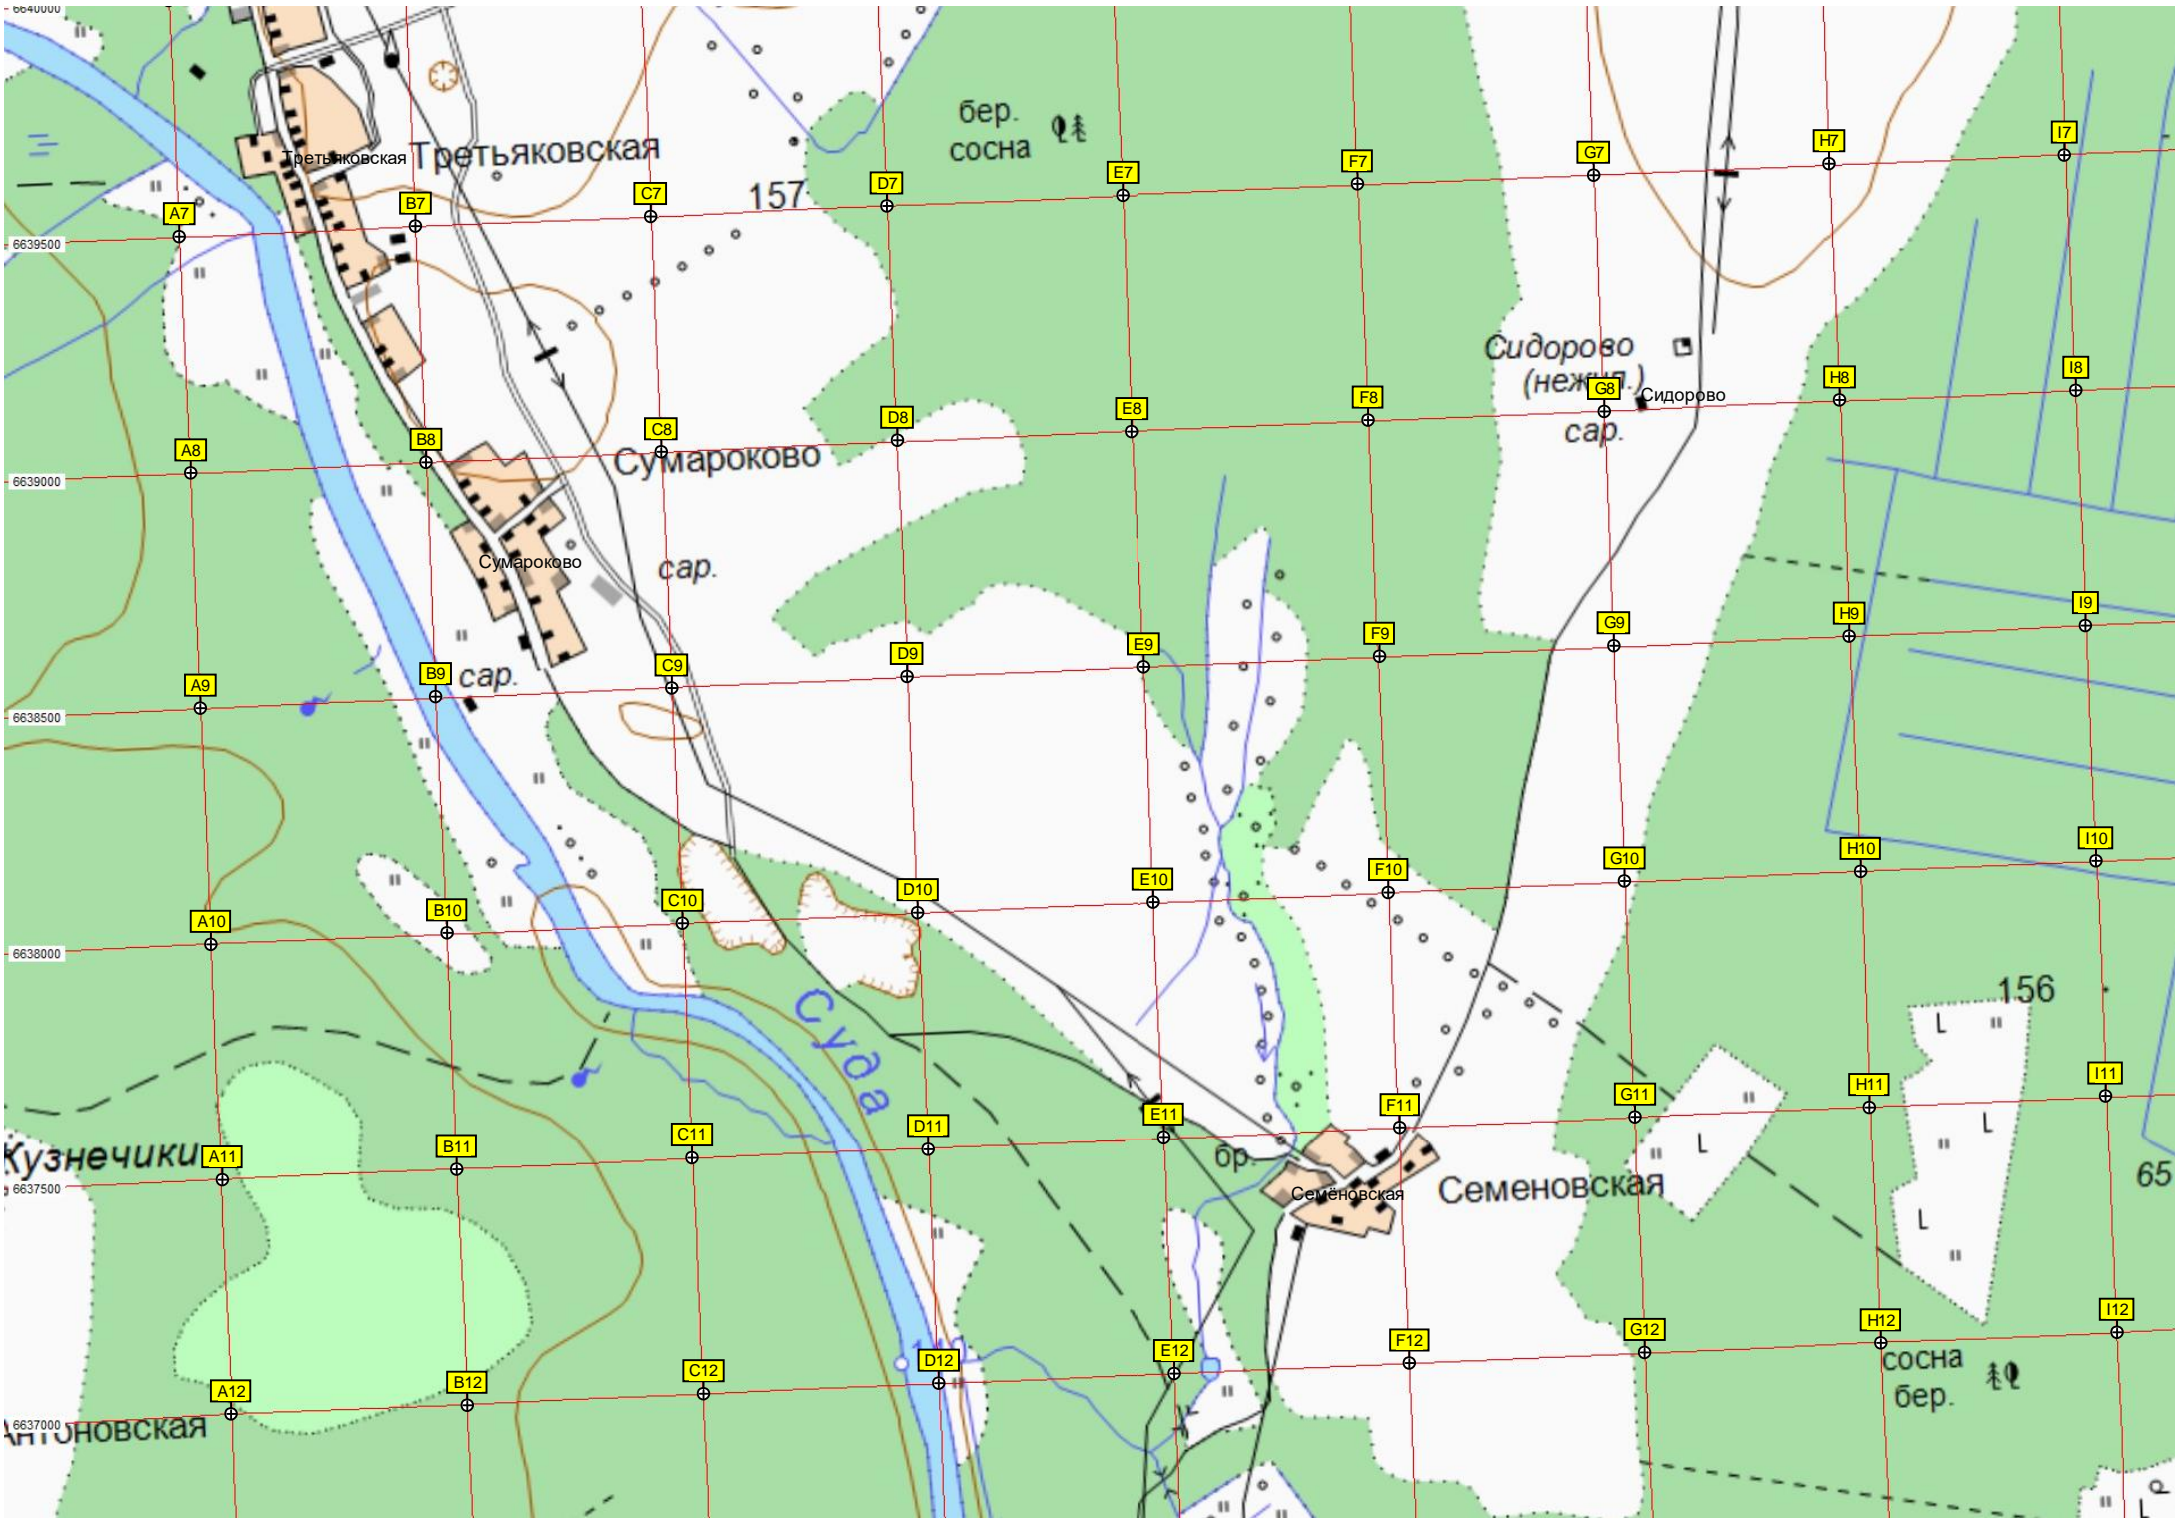 6640000
бер.
сосна
Третьяковская
Третьяковская
157
A7
B7
C7
D7
E7
F7
G7
H7
I7
6639500
Сидорово
(нежил.)
Сидорово
сар.
A8
B8
C8
D8
E8
F8
G8
H8
I8
Сумароково
6639000
Сумароково
сар.
A9
B9
C9
D9
E9
F9
G9
H9
I9
сар.
6638500
A10
B10
C10
D10
E10
F10
G10
H10
I10
6638000
156
Суда
A11
B11
C11
D11
E11
F11
G11
H11
I11
Кузнечики
бр.
65
6637500
Семёновская
Семеновская
A12
B12
C12
D12
E12
F12
G12
H12
I12
сосна
бер.
6637000
Антоновская